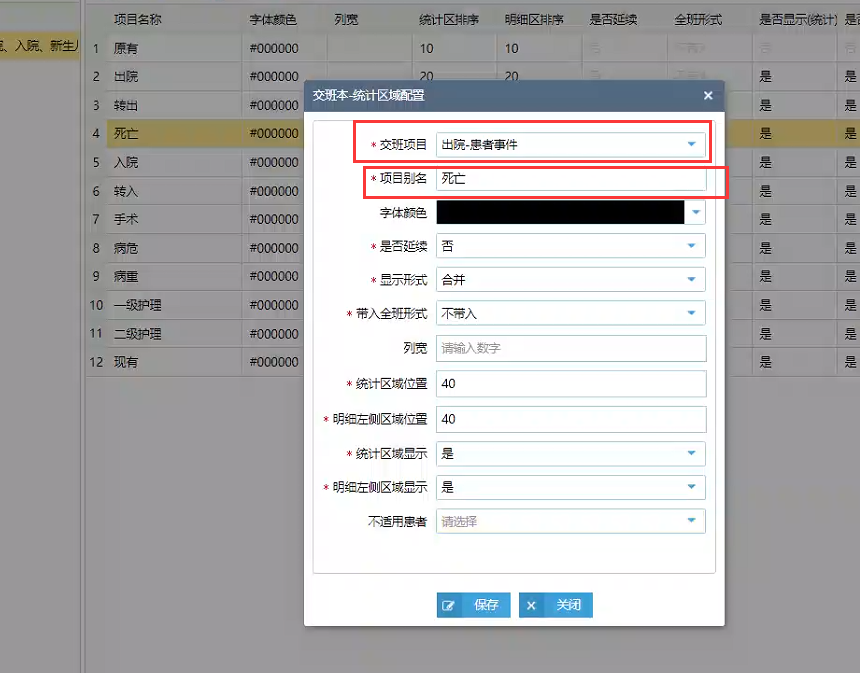 项目名称 字体颜色 列宽 统计区排序 明细区排序 是否延续 全班形式 是否显示(统计)
、入院、新生
1 原有 #000000 10 10 否
2 出院 #000000 20 20 是
3 转出 #000000 是 是
4 死亡 #000000 是 是
5 入院 #000000 是 是
6 转入 #000000 是 是
7 手术 #000000 是 是
8 病危 #000000 是 是
9 病重 #000000 是 是
10 一级护理 #000000 是 是
11 二级护理 #000000 是 是
12 现有 #000000 是 是
交班本-统计区域配置 ×
* 交班项目 出院-患者事件
* 项目别名 死亡
字体颜色
* 是否延续 否
* 显示形式 合并
* 带入全班形式 不带入
列宽 请输入数字
* 统计区域位置 40
* 明细左侧区域位置 40
* 统计区域显示 是
* 明细左侧区域显示 是
不适用患者 请选择
保存 × 关闭